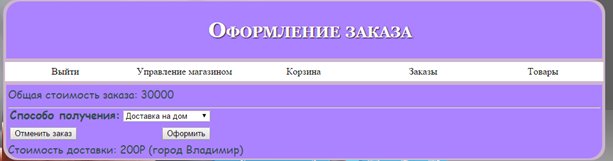 Оформление заказа
Выйти Управление магазином Корзина Заказы Товары
Общая стоимость заказа: 30000
Способо получения: Доставка на дом
Отменить заказ Оформить
Стоимость доставки: 200Р (город Владимир)